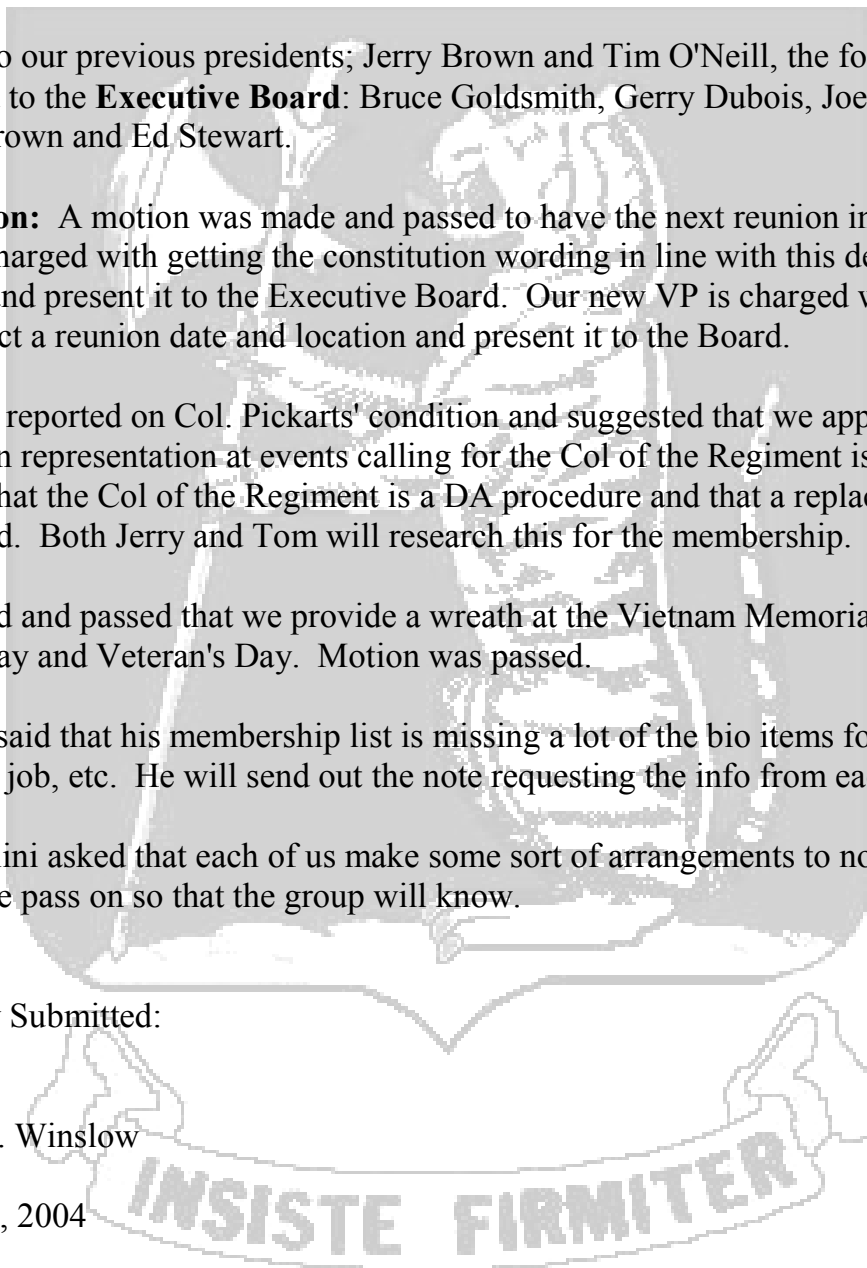 o our previous presidents; Jerry Brown and Tim O'Neill, the fo
to the Executive Board: Bruce Goldsmith, Gerry Dubois, Joe
rown and Ed Stewart.
on: A motion was made and passed to have the next reunion in
harged with getting the constitution wording in line with this de
and present it to the Executive Board. Our new VP is charged
ct a reunion date and location and present it to the Board.
reported on Col. Pickarts' condition and suggested that we app
n representation at events calling for the Col of the Regiment is
hat the Col of the Regiment is a DA procedure and that a repla
d. Both Jerry and Tom will research this for the membership.
d and passed that we provide a wreath at the Vietnam Memoria
ay and Veteran's Day. Motion was passed.
said that his membership list is missing a lot of the bio items fo
job, etc. He will send out the note requesting the info from ea
ini asked that each of us make some sort of arrangements to no
e pass on so that the group will know.
y Submitted:
. Winslow
, 2004
INSISTE FIRMITER